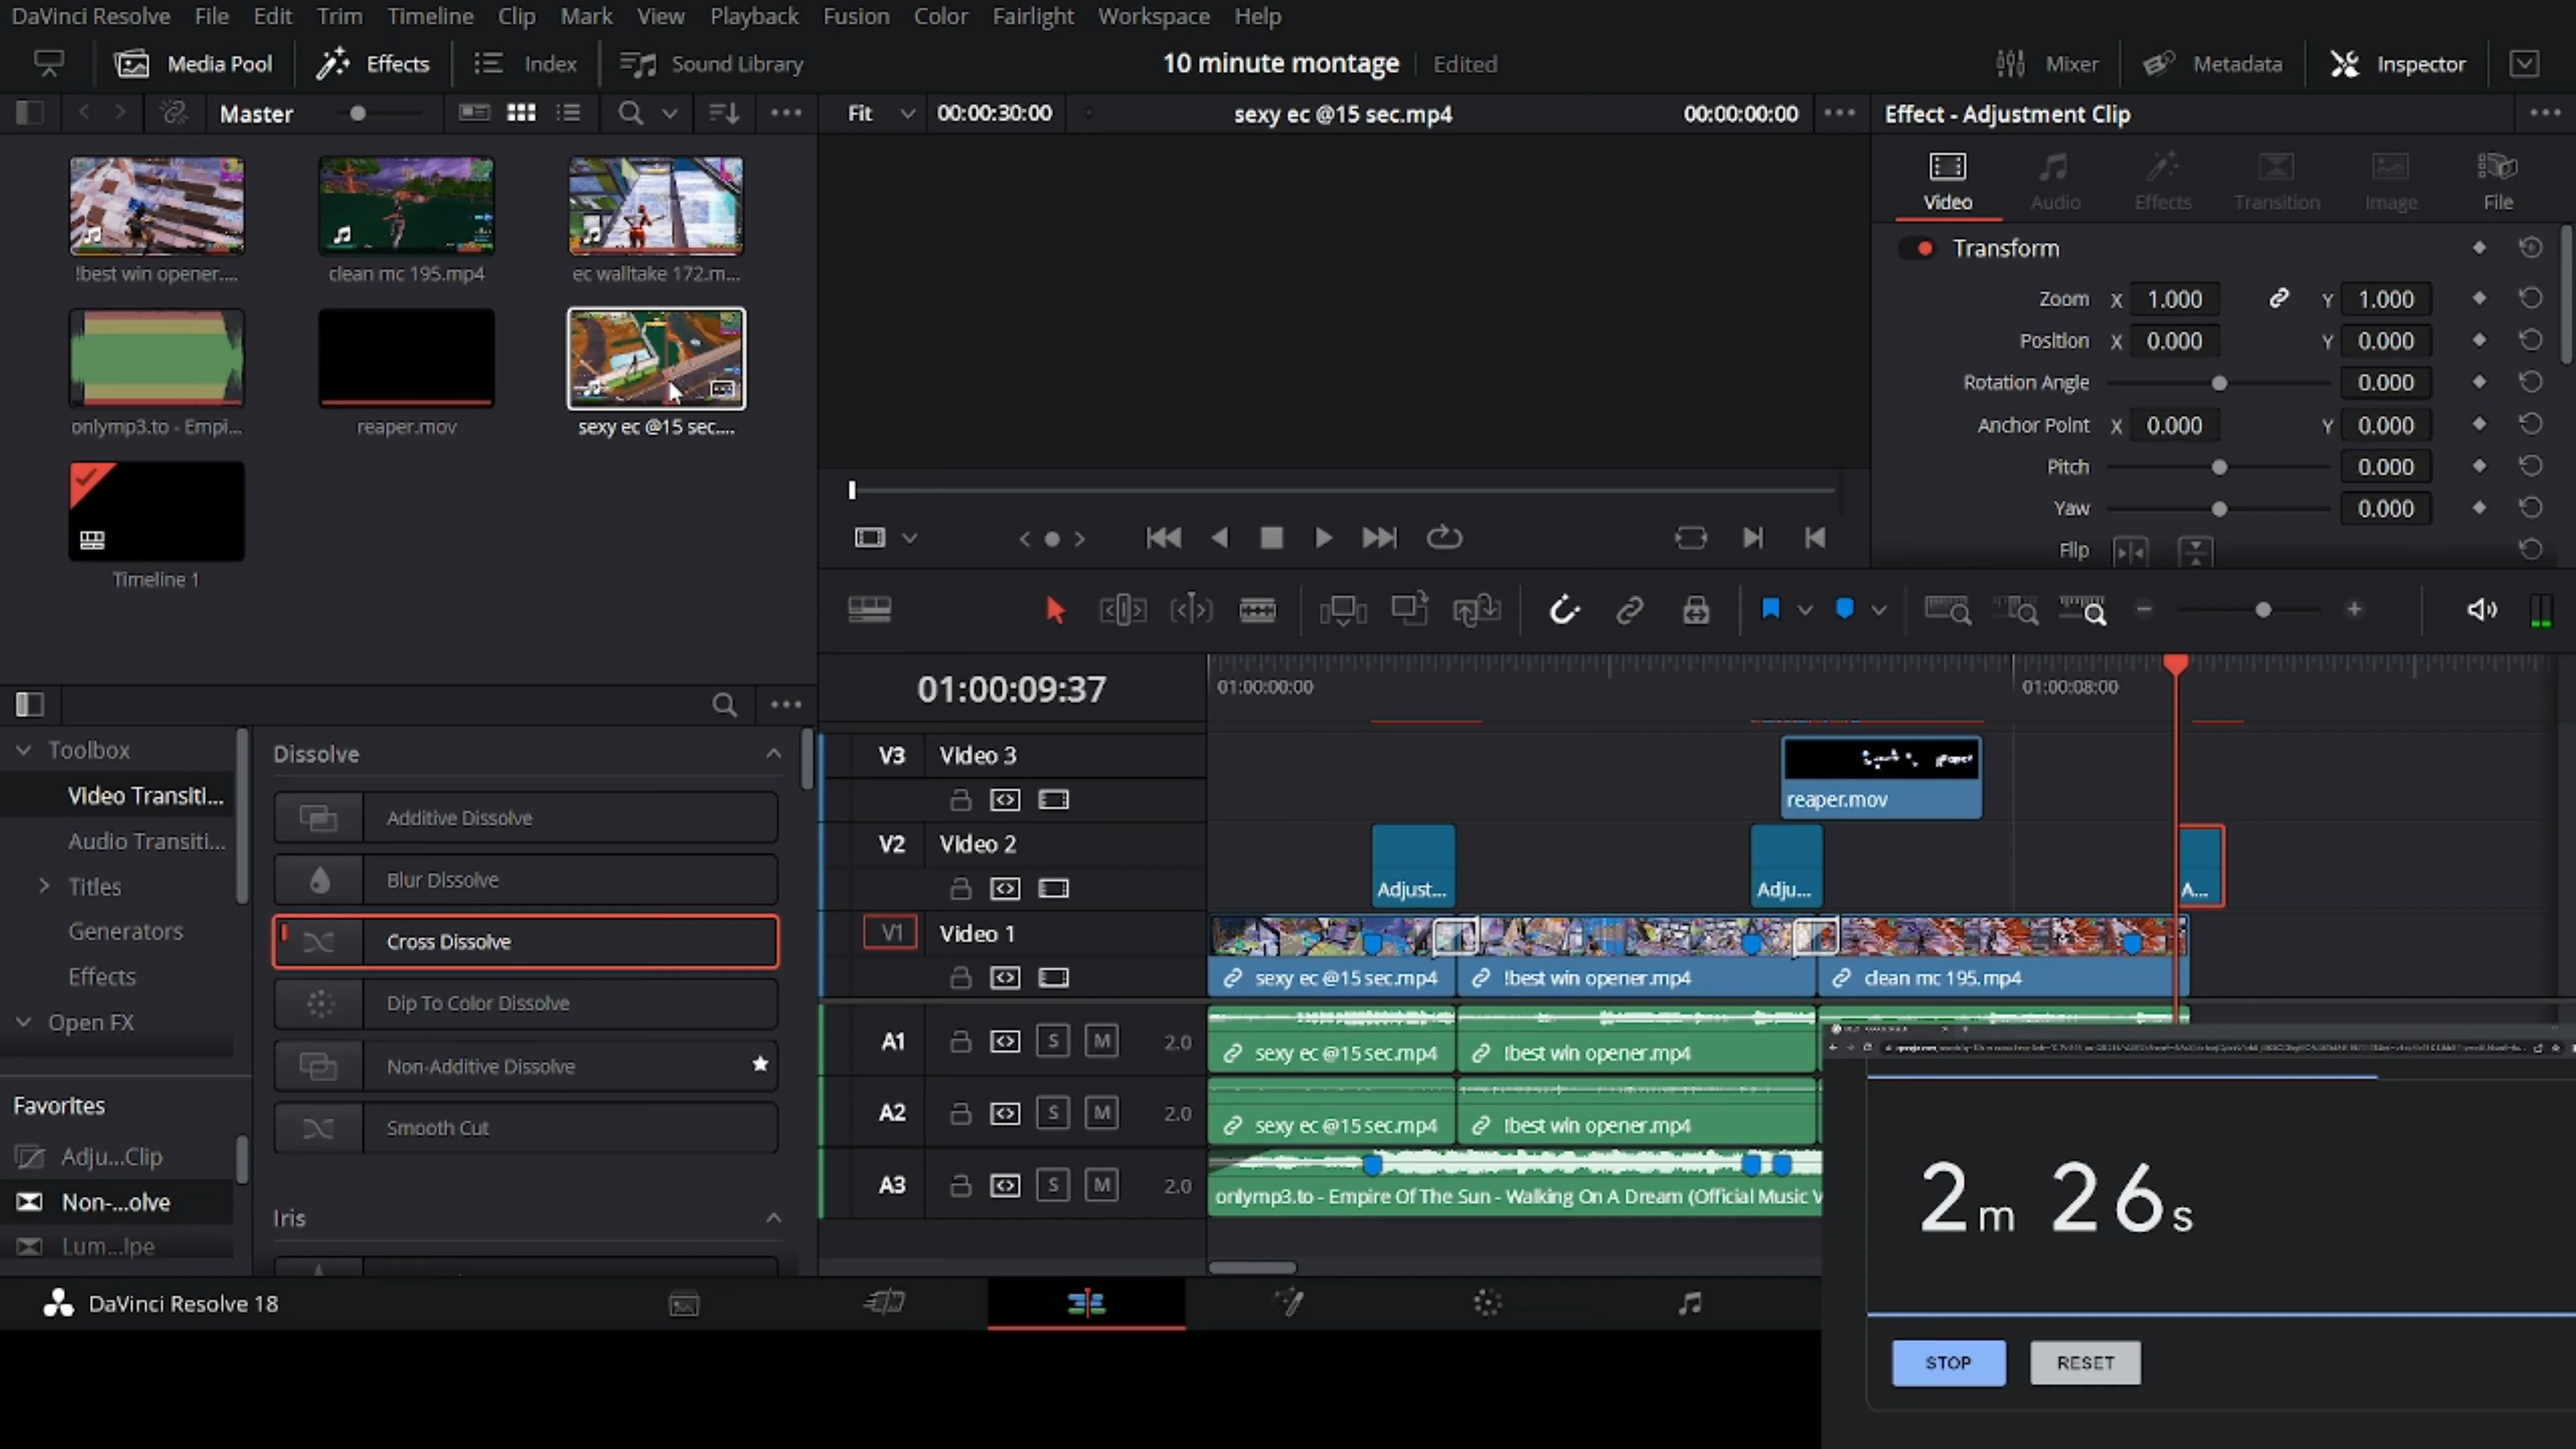 DaVinci Resolve File Edit Trim Timeline Clip Mark View Playback Fusion Color Fairlight Workspace Help
Media Pool Effects Index Sound Library 10 minute montage Edited Mixer Metadata Inspector
Master Fit 00:00:30:00 sexy ec @15 sec.mp4 00:00:00:00 Effect - Adjustment Clip
Video Audio Effects Transition Image File
!best win opener.... clean mc 195.mp4 ec walltake 172.m...
Transform
Zoom X 1.000 Y 1.000
Position X 0.000 Y 0.000
Rotation Angle 0.000
onlymp3.to - Empi... reaper.mov sexy ec @15 sec....
Anchor Point X 0.000 Y 0.000
Pitch 0.000
Yaw 0.000
Flip
Timeline 1
01:00:09:37 01:00:00:00 01:00:08:00
Toolbox
Video Transiti...
Audio Transiti...
Titles
Generators
Effects
Open FX
Favorites
Adju...Clip
Non-...olve
Lum...lpe
Dissolve
Additive Dissolve
Blur Dissolve
Cross Dissolve
Dip To Color Dissolve
Non-Additive Dissolve
Smooth Cut
Iris
V3 Video 3
reaper.mov
V2 Video 2
Adjust... Adju... A...
V1 Video 1
sexy ec @15 sec.mp4 !best win opener.mp4 clean mc 195.mp4
A1 S M 2.0
sexy ec @15 sec.mp4 !best win opener.mp4
A2 S M 2.0
sexy ec @15 sec.mp4 !best win opener.mp4
A3 S M 2.0
onlymp3.to - Empire Of The Sun - Walking On A Dream (Official Music V
2m 26s
STOP RESET
DaVinci Resolve 18